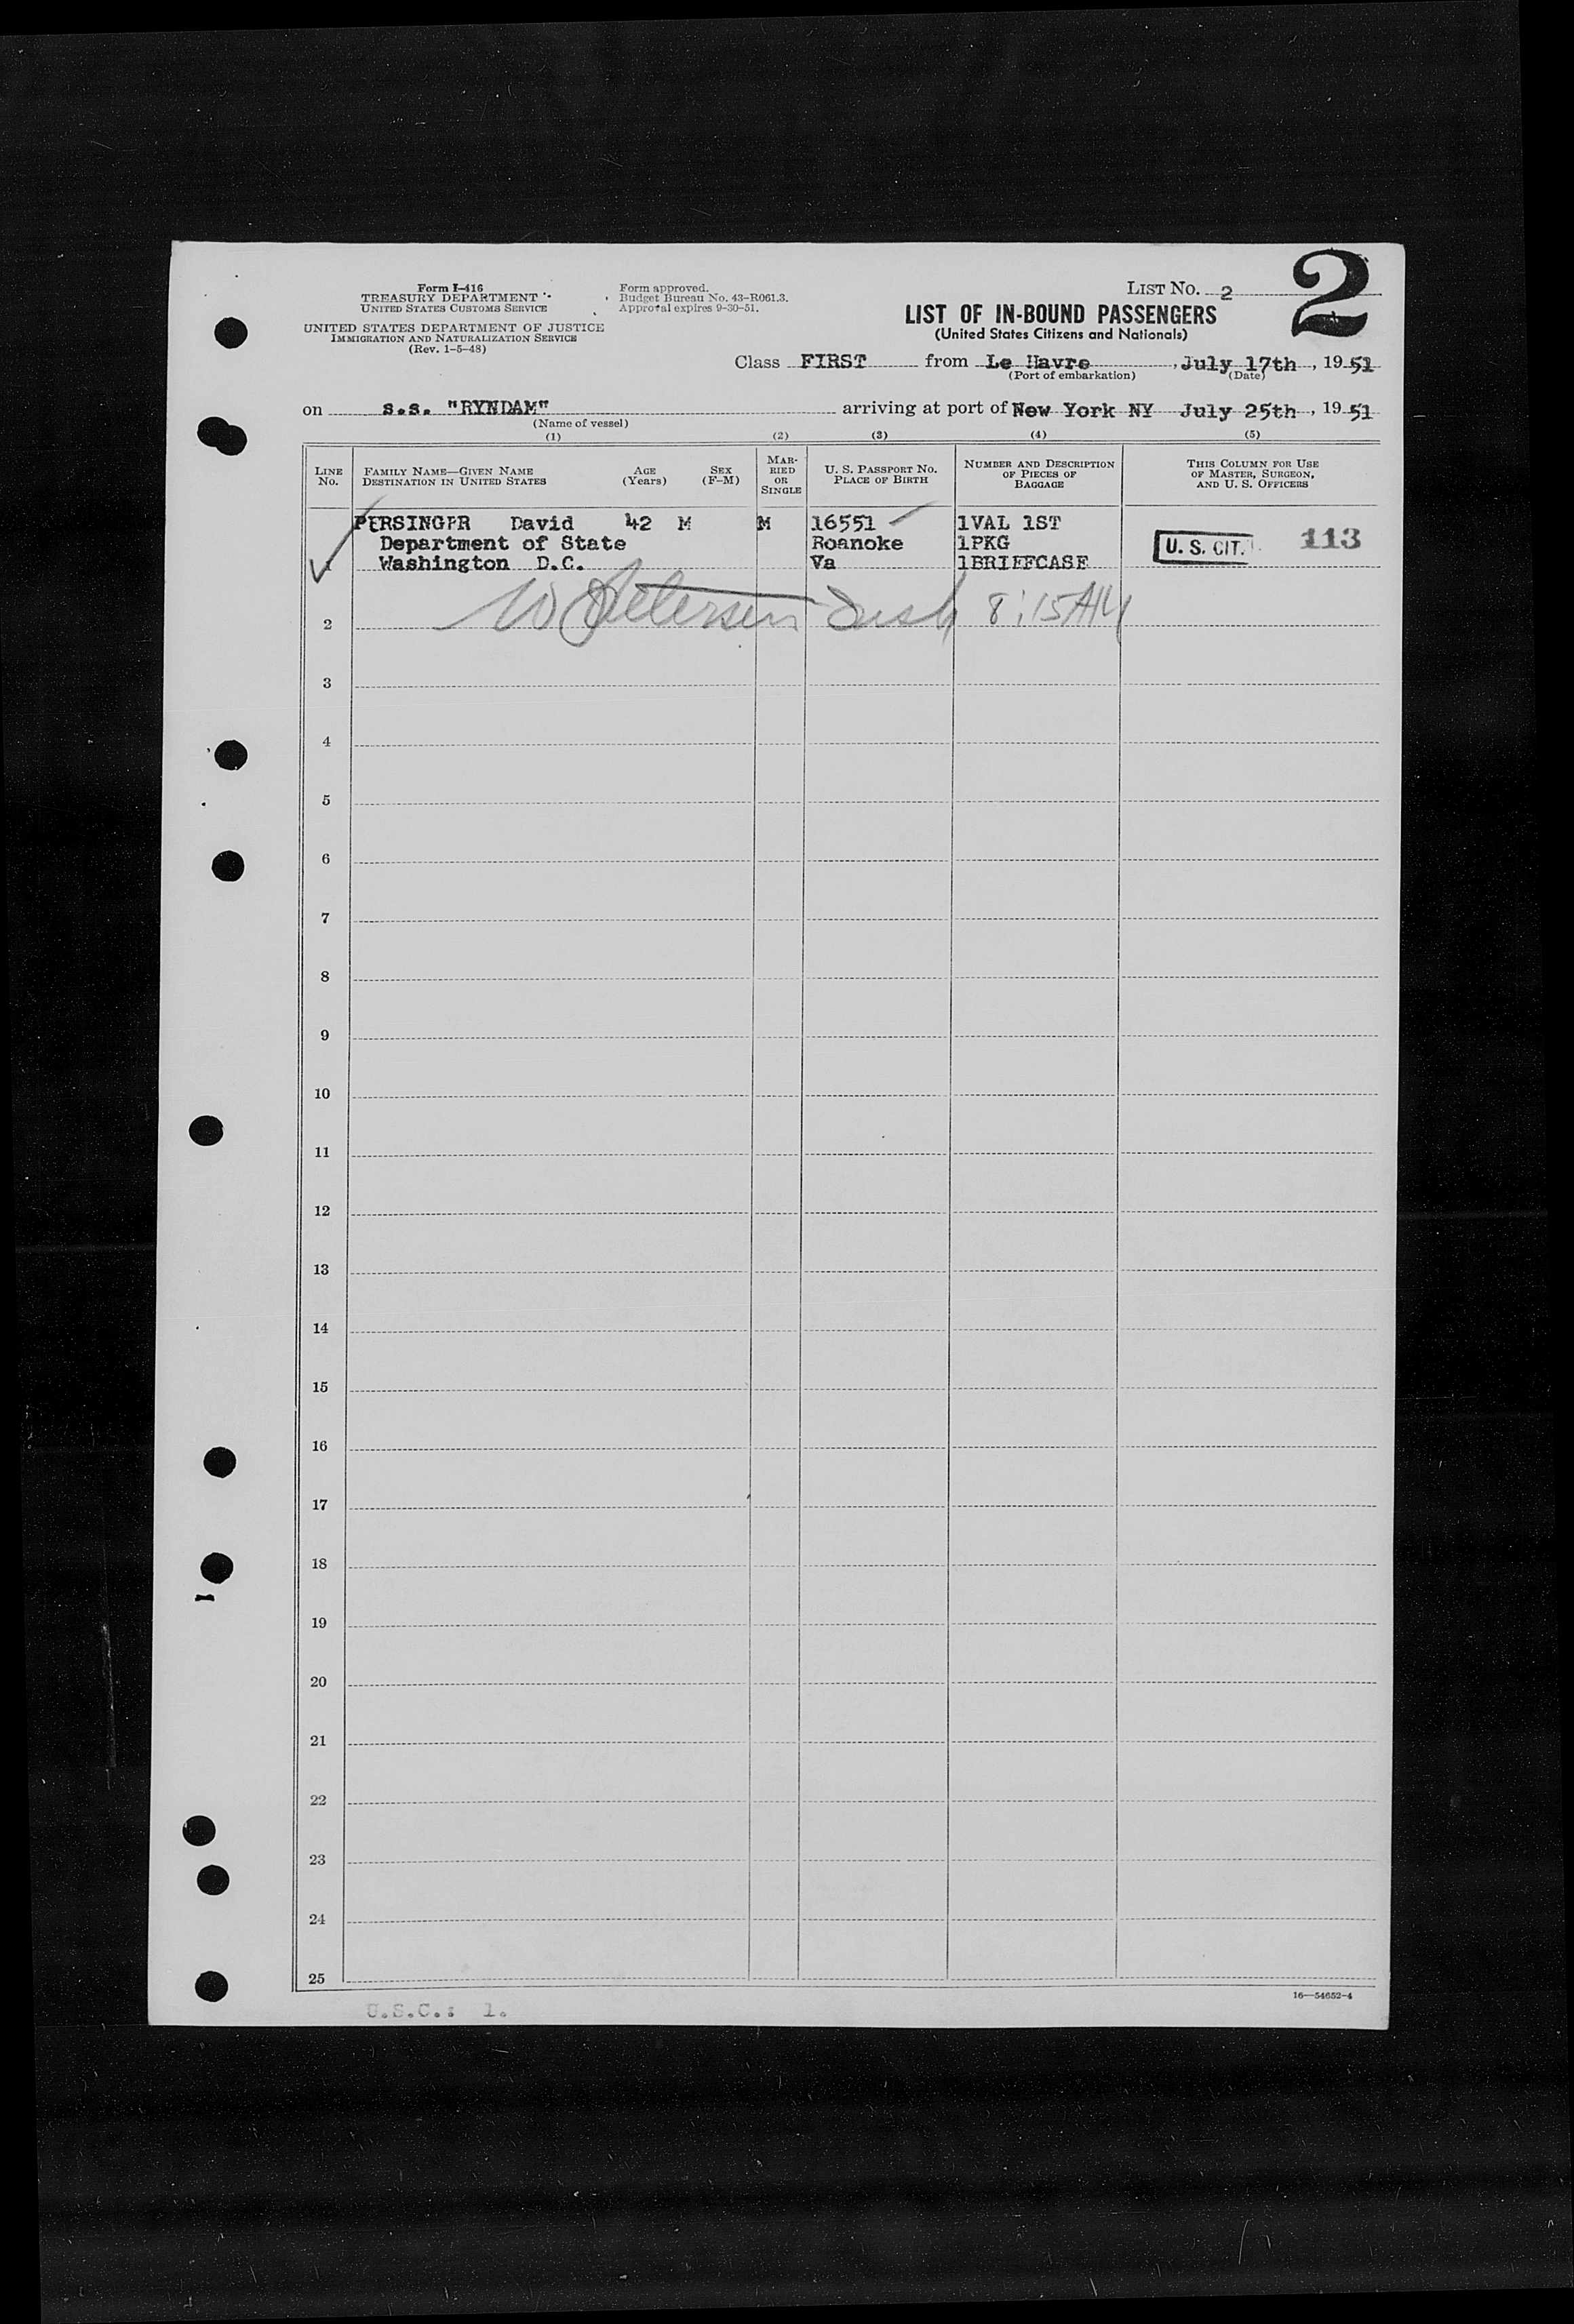 Form I-416
TREASURY DEPARTMENT
UNITED STATES CUSTOMS SERVICE
UNITED STATES DEPARTMENT OF JUSTICE
IMMIGRATION AND NATURALIZATION SERVICE
(Rev. 1-5-48)
Form approved.
Budget Bureau No. 43-R061.3.
Approval expires 9-30-51.
LIST NO. 2
2
LIST OF IN-BOUND PASSENGERS
(United States Citizens and Nationals)
Class FIRST from Le Havre, July 17th, 1951
(Port of embarkation) (Date)
on s.s. "RYNDAM" arriving at port of New York NY July 25th, 1951
(Name of vessel)
(1) (2) (3) (4) (5)
LINE NO.
FAMILY NAME—GIVEN NAME
DESTINATION IN UNITED STATES
AGE (Years)
SEX (F-M)
MARRIED OR SINGLE
U. S. PASSPORT NO.
PLACE OF BIRTH
NUMBER AND DESCRIPTION
OF PIECES OF
BAGGAGE
THIS COLUMN FOR USE
OF MASTER, SURGEON,
AND U. S. OFFICERS
PERSINGER David 42 M M 16551 1VAL 1ST
Department of State Roanoke 1PKG U. S. CIT. 113
Washington D.C. Va 1BRIEFCASE
W Petersen 8:15 AM
2
3
4
5
6
7
8
9
10
11
12
13
14
15
16
17
18
19
20
21
22
23
24
25
16—54652-4
U.S.C.: 1.